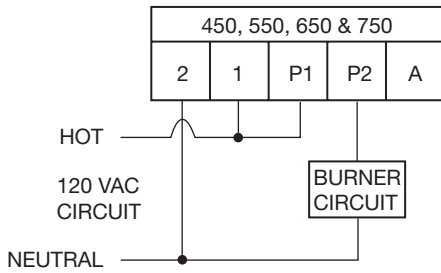 450, 550, 650 & 750
2 1 P1 P2 A
HOT
120 VAC
CIRCUIT
BURNER
CIRCUIT
NEUTRAL